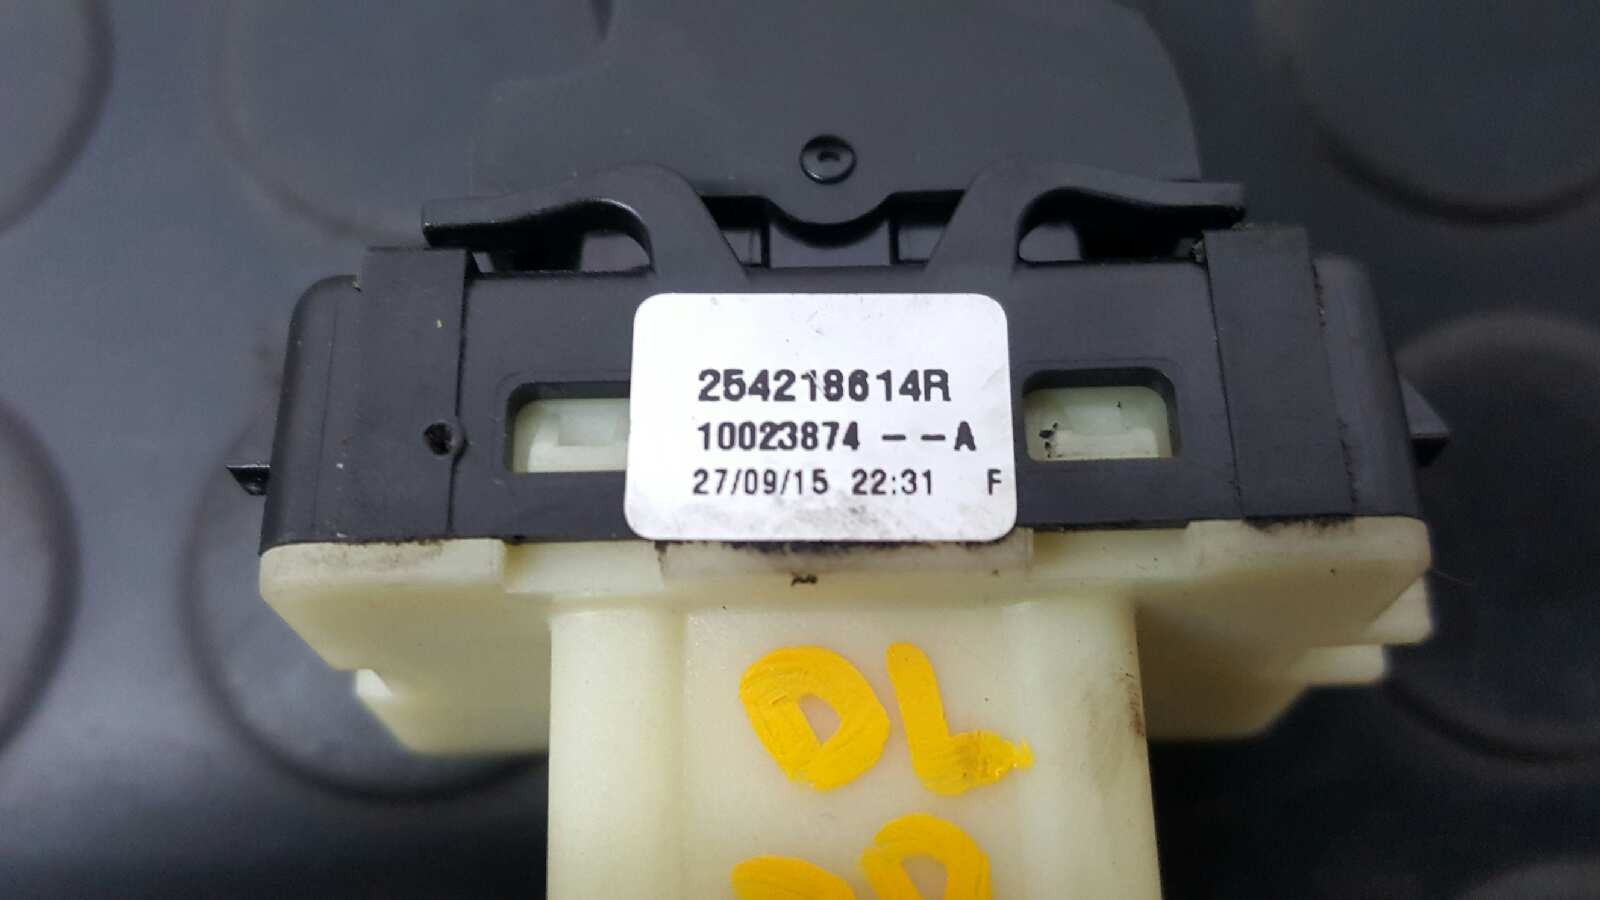 254218614R
10023874 - - A
27/09/15 22:31 F
DL